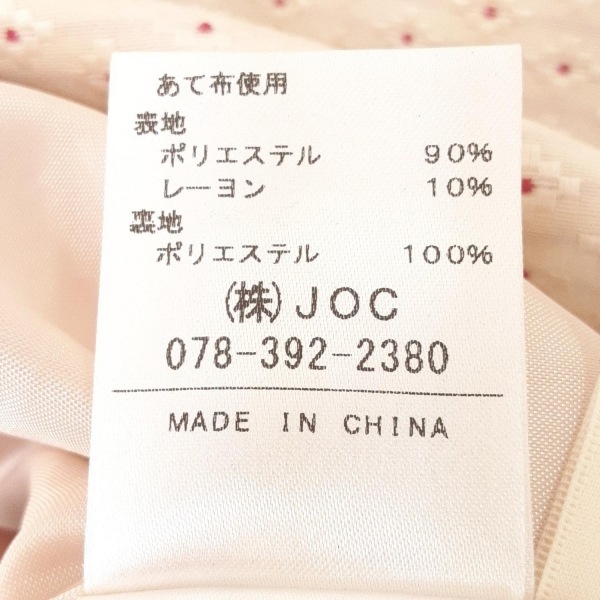 あて布使用
表地
ポリエステル 90%
レーヨン 10%
裏地
ポリエステル 100%
(株)JOC
078-392-2380
MADE IN CHINA